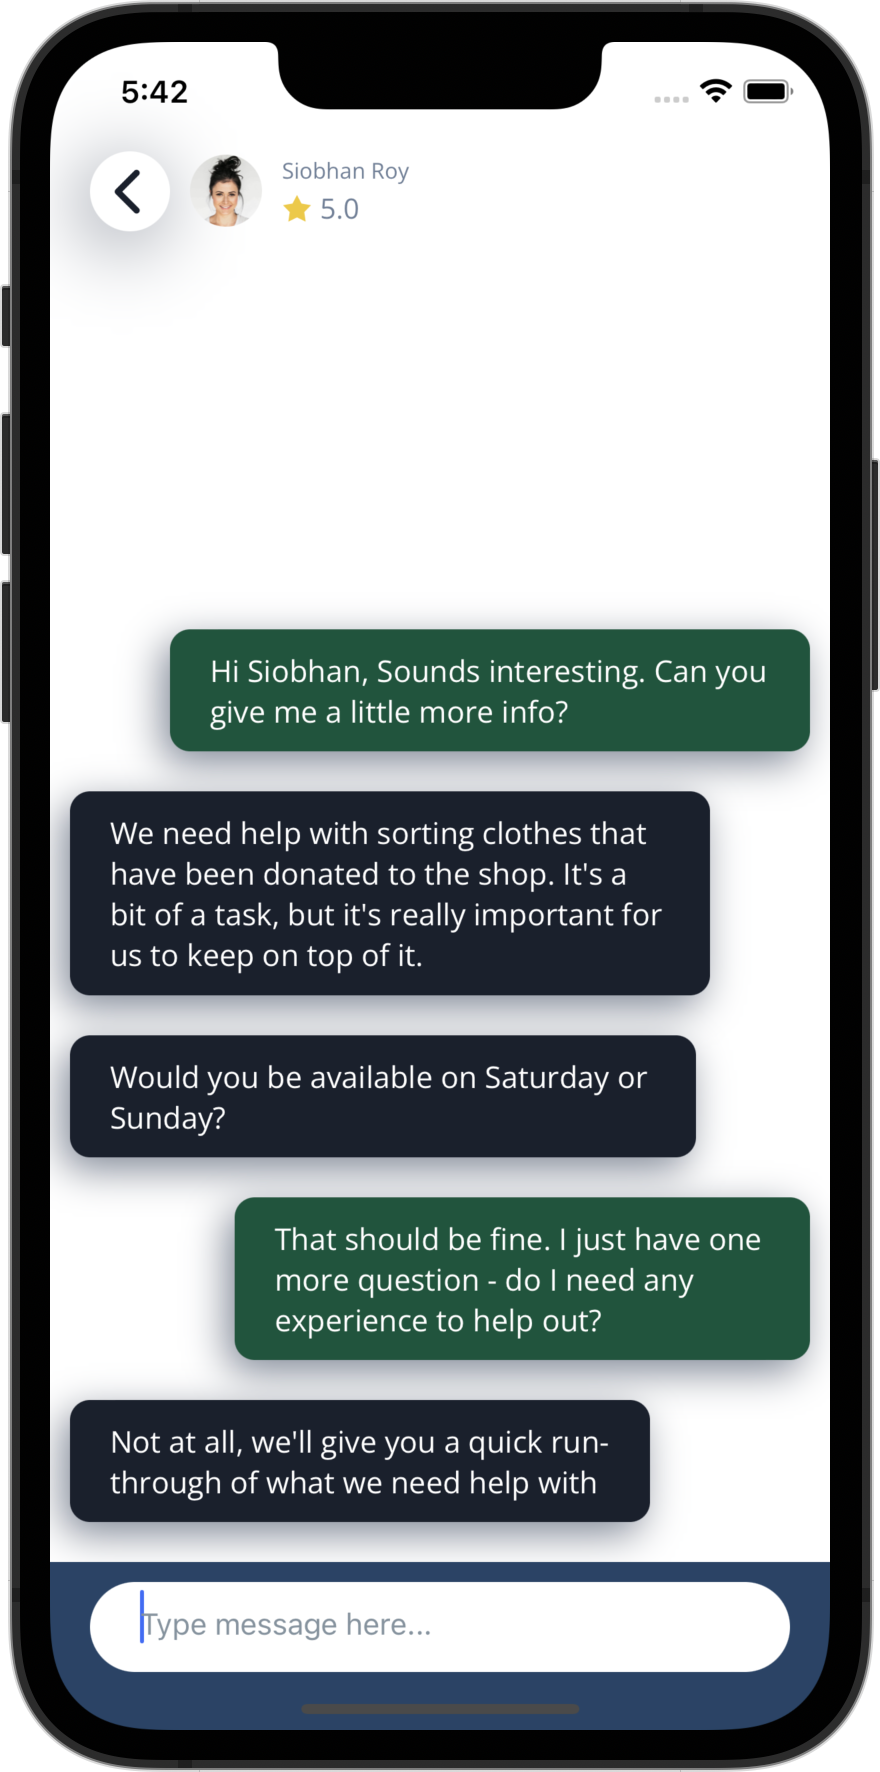 5:42
Siobhan Roy
5.0
Hi Siobhan, Sounds interesting. Can you
give me a little more info?
We need help with sorting clothes that
have been donated to the shop. It's a
bit of a task, but it's really important for
us to keep on top of it.
Would you be available on Saturday or
Sunday?
That should be fine. I just have one
more question - do I need any
experience to help out?
Not at all, we'll give you a quick run-
through of what we need help with
Type message here...